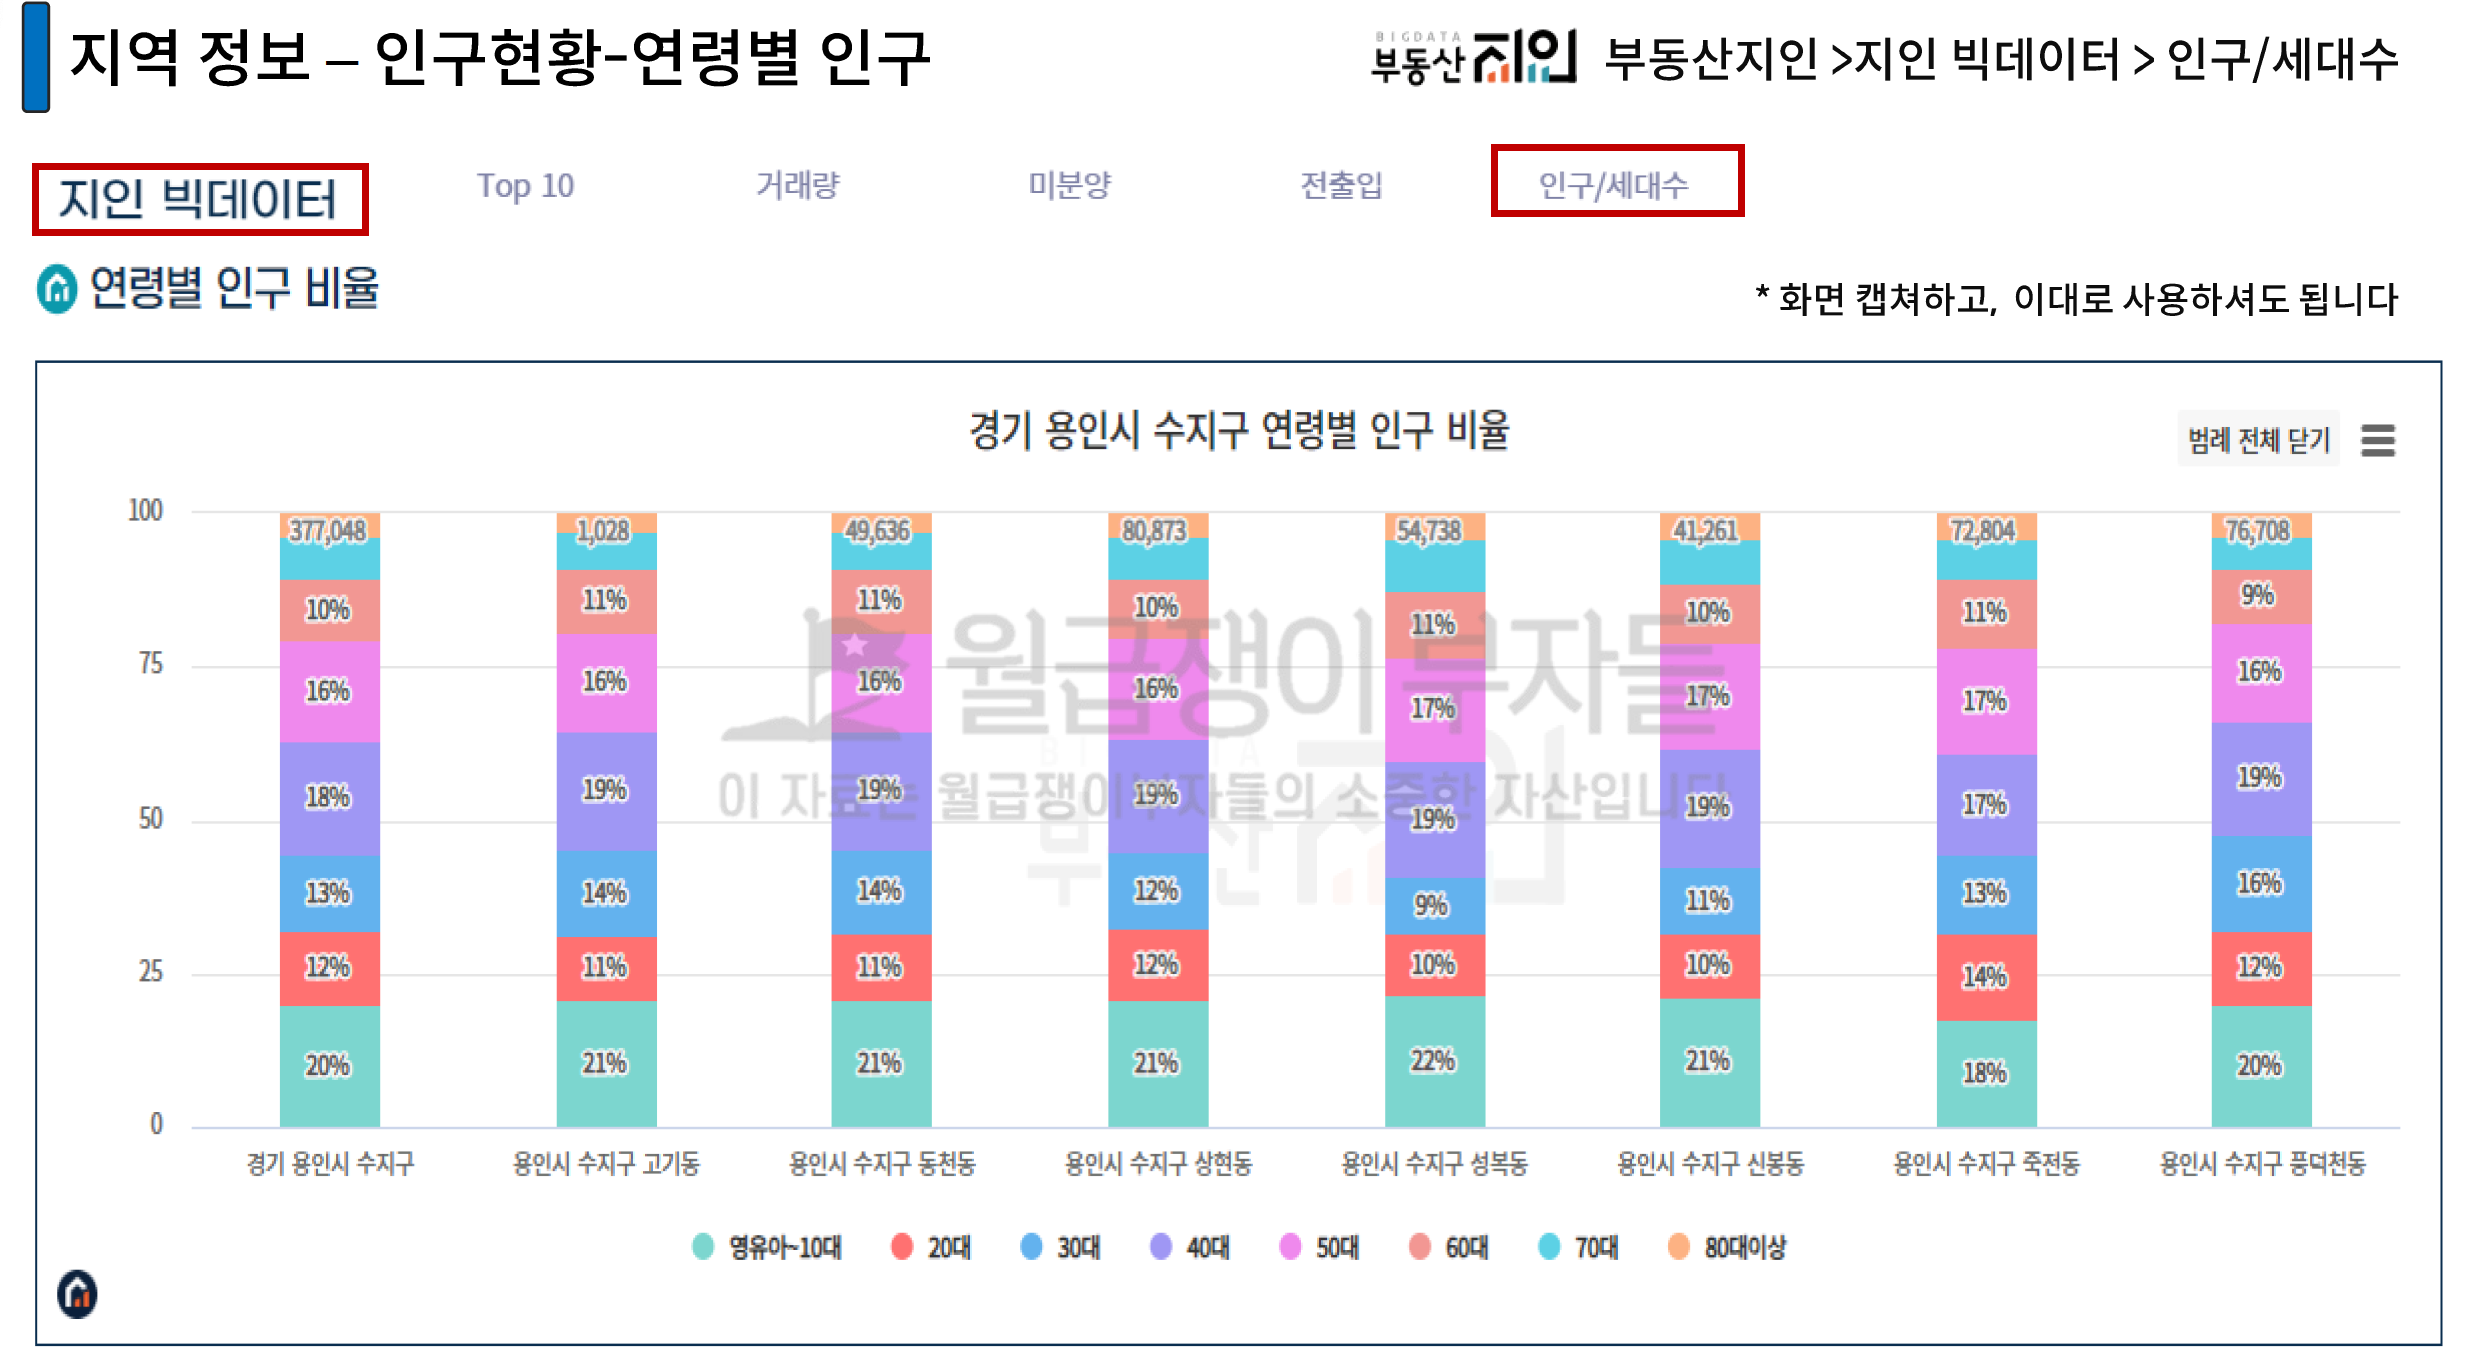 지역 정보 – 인구현황-연령별 인구
BIGDATA
부동산 지인 부동산지인 >지인 빅데이터 > 인구/세대수
지인 빅데이터 Top 10 거래량 미분양 전출입 인구/세대수
연령별 인구 비율
* 화면 캡쳐하고, 이대로 사용하셔도 됩니다
경기 용인시 수지구 연령별 인구 비율
범례 전체 닫기
100
75
50
25
0
377,048 1,028 49,636 80,873 54,738 41,261 72,804 76,708
10% 11% 11% 10% 11% 10% 11% 9%
16% 16% 16% 16% 17% 17% 17% 16%
18% 19% 19% 19% 19% 19% 17% 19%
13% 14% 14% 12% 9% 11% 13% 16%
12% 11% 11% 12% 10% 10% 14% 12%
20% 21% 21% 21% 22% 21% 18% 20%
월급쟁이부자들
이 자료는 월급쟁이부자들의 소중한 자산입니다
경기 용인시 수지구 용인시 수지구 고기동 용인시 수지구 동천동 용인시 수지구 상현동 용인시 수지구 성복동 용인시 수지구 신봉동 용인시 수지구 죽전동 용인시 수지구 풍덕천동
영유아~10대 20대 30대 40대 50대 60대 70대 80대이상